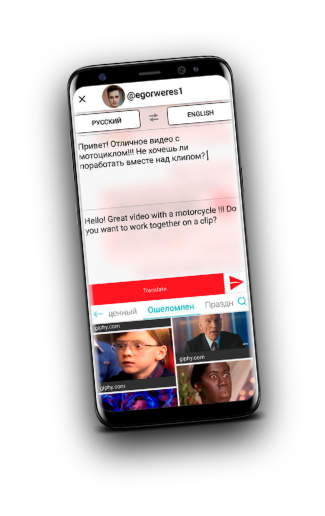 @egorweres1
РУССКИЙ
ENGLISH
Привет! Отличное видео с
мотоциклом!!! Не хочешь ли
поработать вместе над клипом?
Hello! Great video with a motorcycle !!! Do
you want to work together on a clip?
Translate
ценный Ошеломлен Праздн
giphy.com
giphy.com
giphy.com